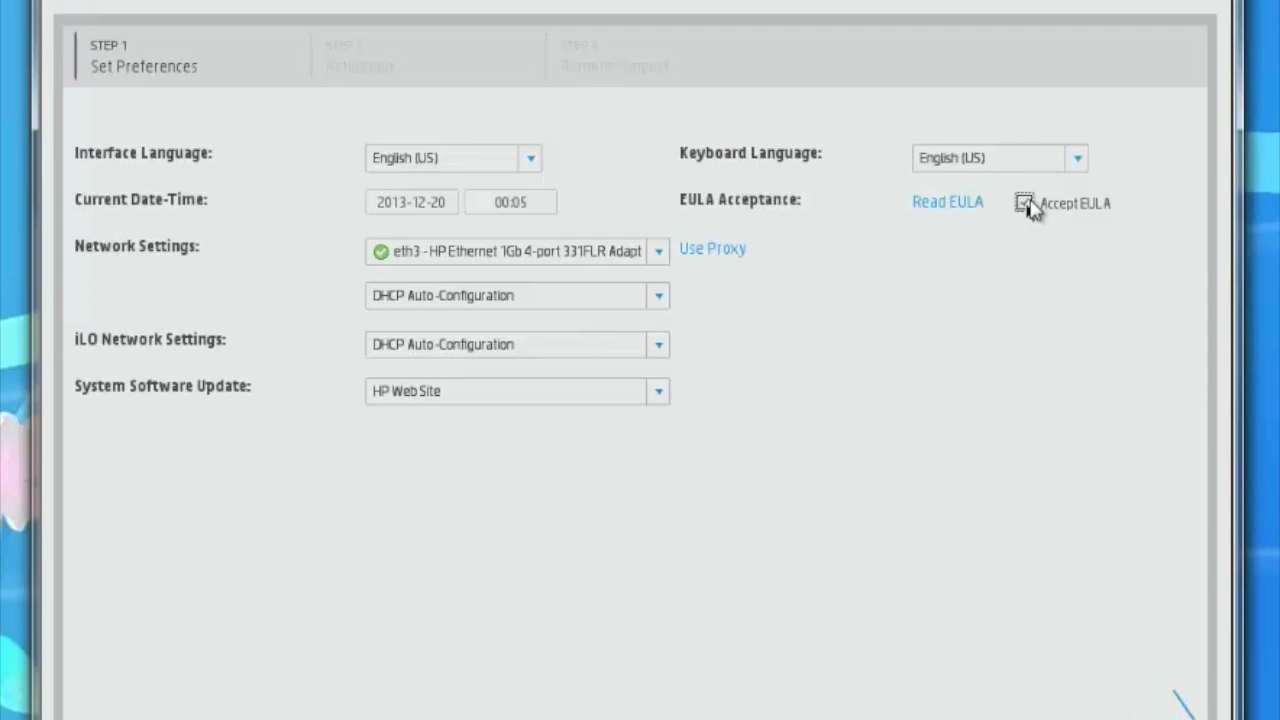 STEP 1
Set Preferences
Interface Language:
English (US)
Keyboard Language:
English (US)
Current Date-Time:
2013-12-20
00:05
EULA Acceptance:
Read EULA
Accept EULA
Network Settings:
eth3 - HP Ethernet 1Gb 4-port 331FLR Adapt
Use Proxy
DHCP Auto-Configuration
iLO Network Settings:
DHCP Auto-Configuration
System Software Update:
HP Web Site